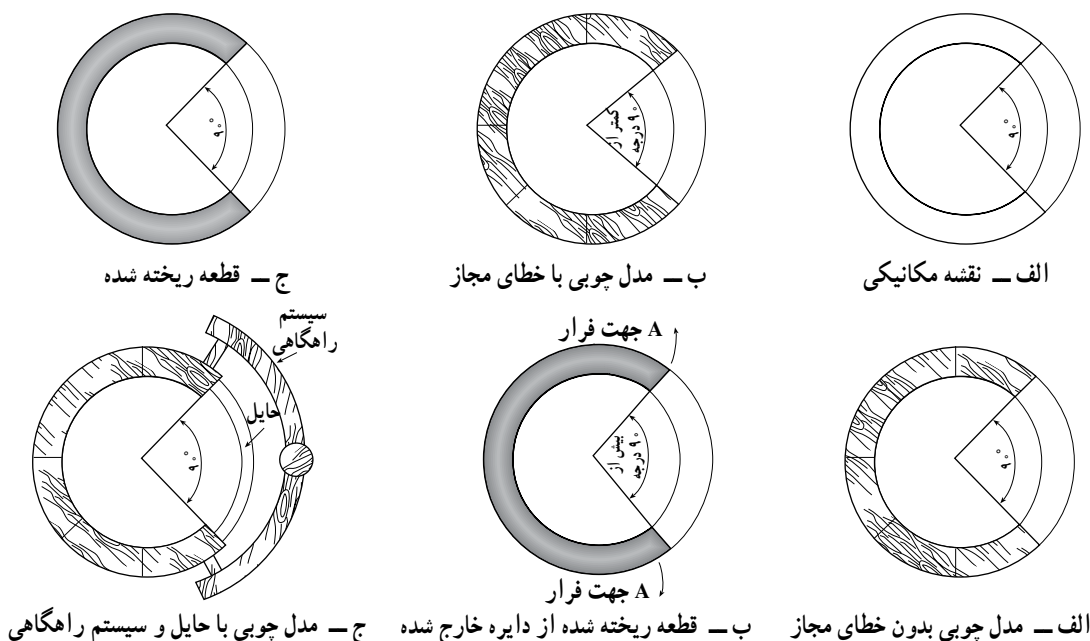 ۹۰°
کمتر از
۹۰ درجه
۹۰°
الف ــ نقشه مکانیکی
ب ــ مدل چوبی با خطای مجاز
ج ــ قطعه ریخته شده
A جهت فرار
بیش از
۹۰ درجه
A جهت فرار
سیستم
راهگاهی
حایل
۹۰°
الف ــ مدل چوبی بدون خطای مجاز
ب ــ قطعه ریخته شده از دایره خارج شده
ج ــ مدل چوبی با حایل و سیستم راهگاهی